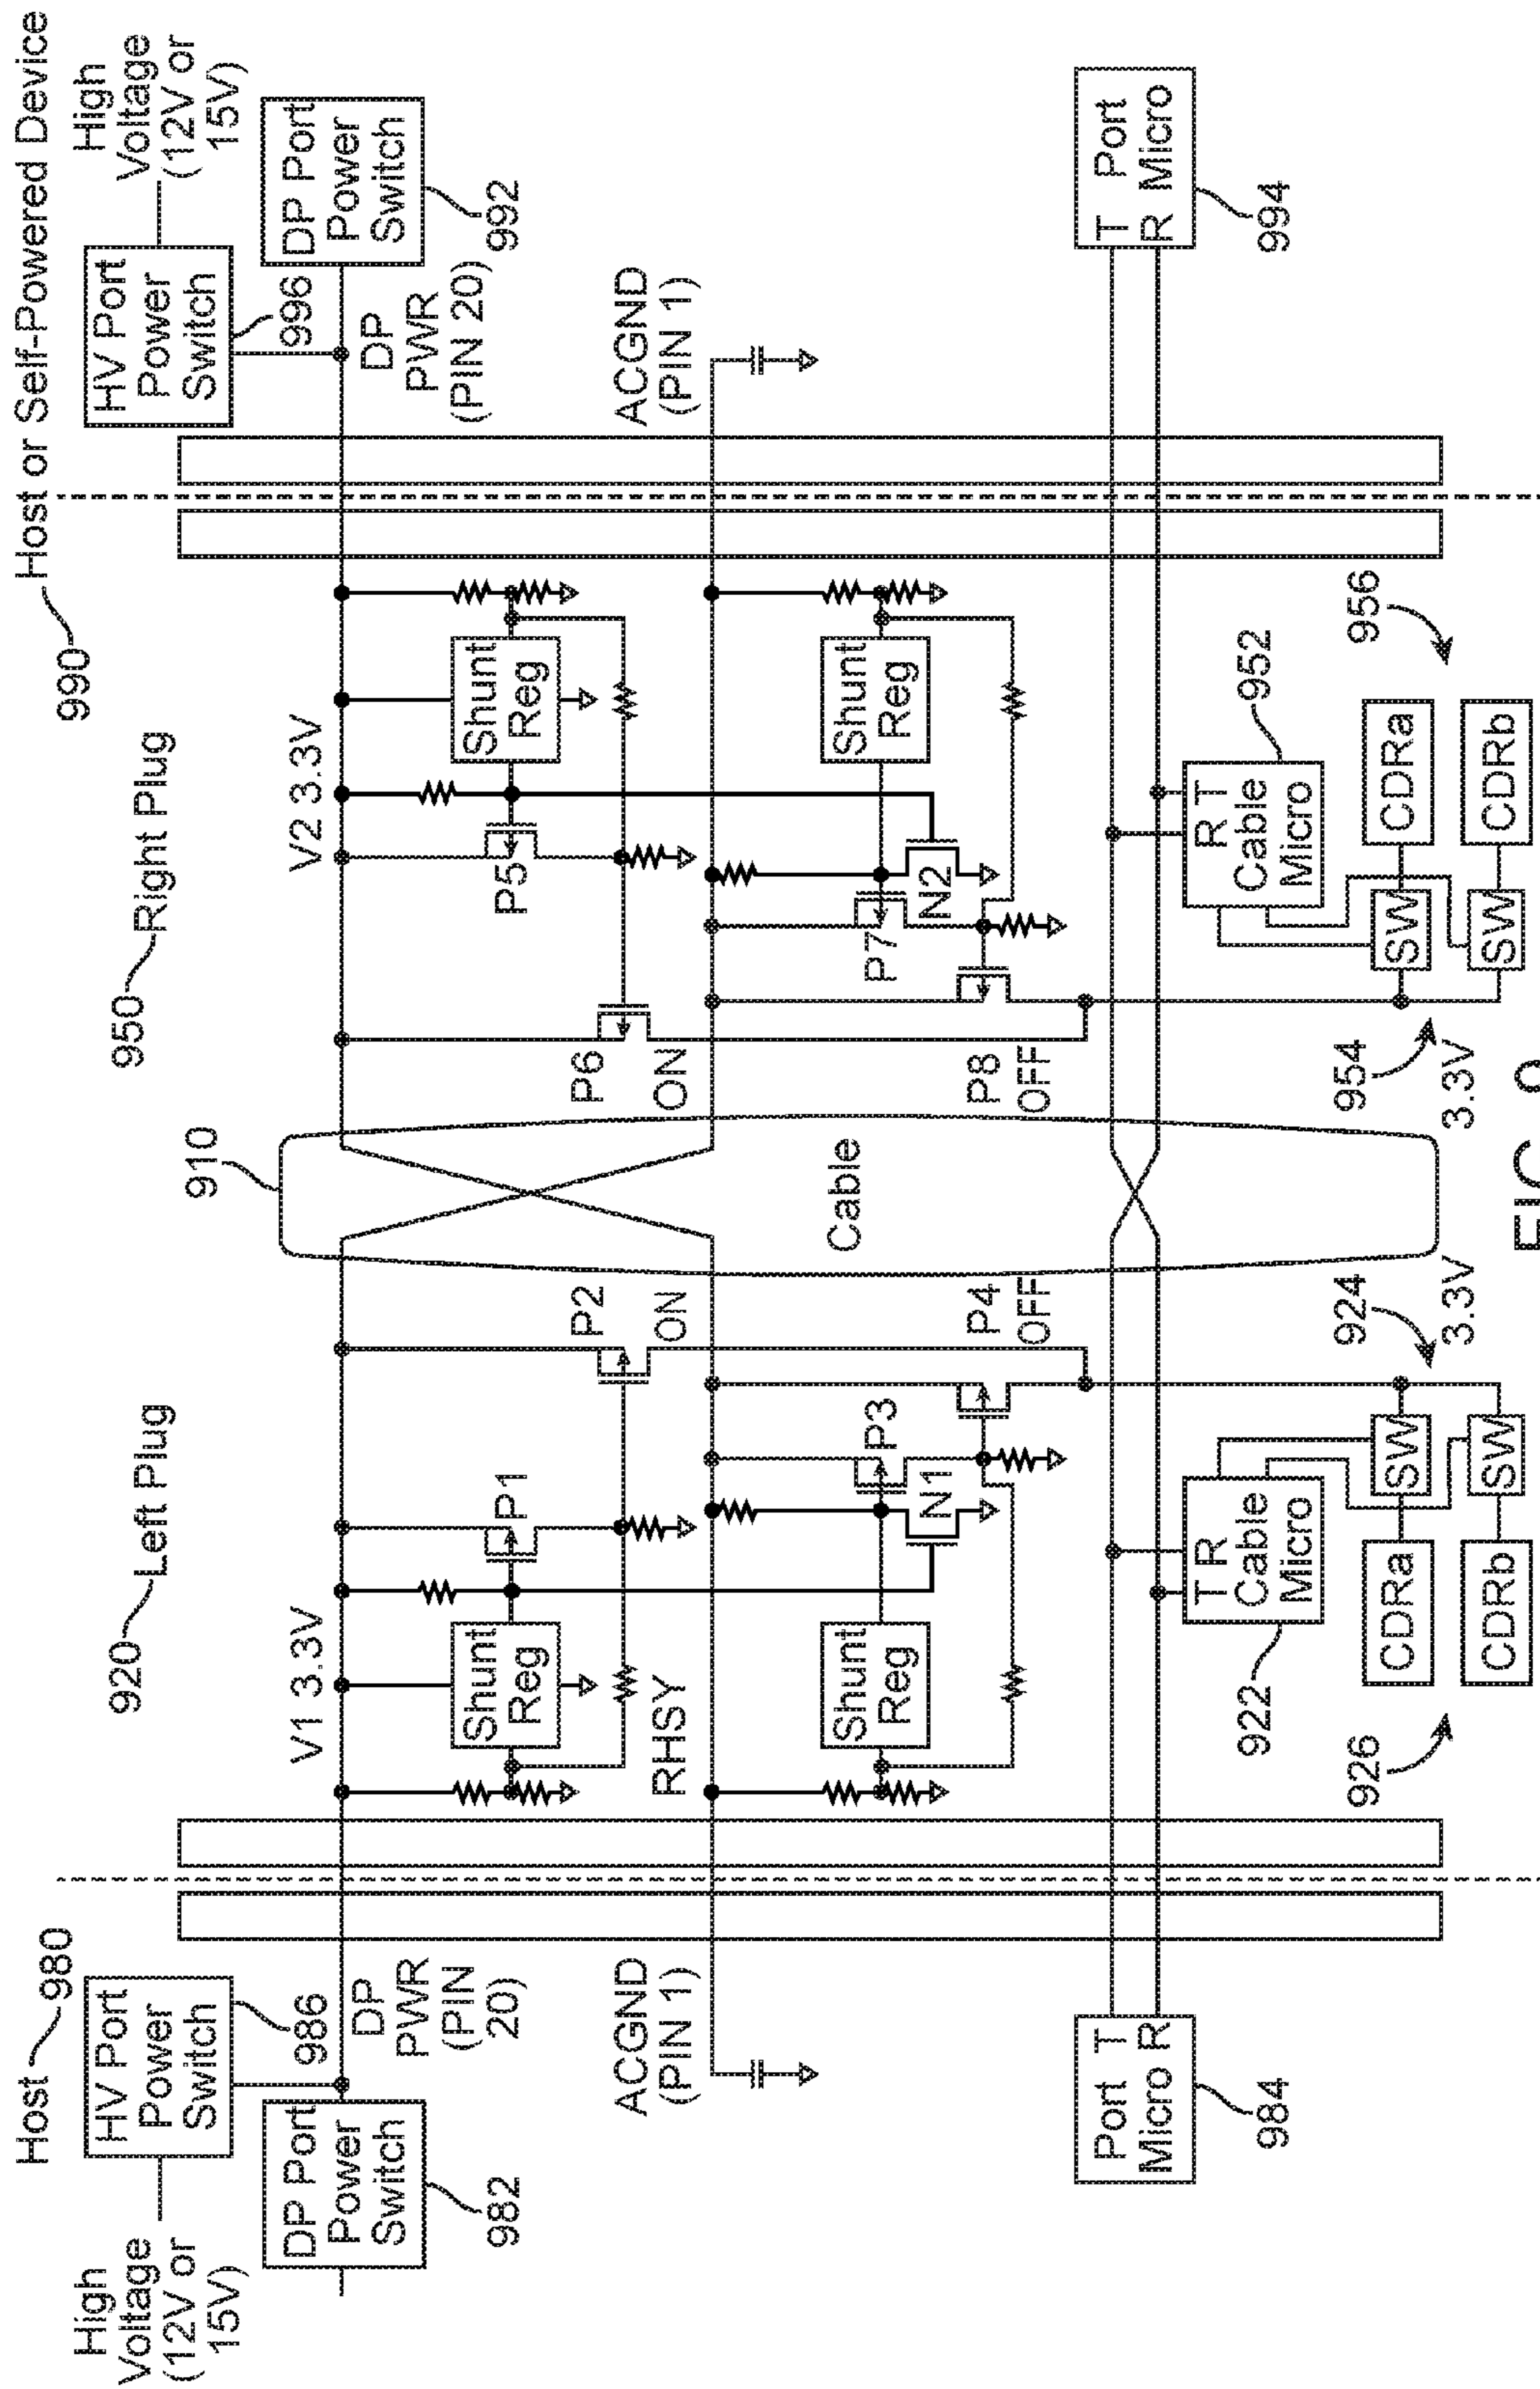 Host 980
Host or Self-Powered Device
990
High
Voltage
(12V or
15V)
HV Port
Power
Switch
986
DP Port
Power
Switch
982
DP
PWR
(PIN
20)
ACGND
(PIN 1)
Port T
Micro R
984
920 Left Plug
V1 3.3V
Shunt
Reg
P1
P2
ON
RHSY
Shunt
Reg
P3
N1
P4
OFF
T R
Cable
Micro
922
SW
CDRa
SW
CDRb
924
3.3V
926
910
Cable
950 Right Plug
V2 3.3V
Shunt
Reg
P5
P6
ON
Shunt
Reg
P7
N2
P8
OFF
R T
Cable
Micro
952
SW
CDRa
SW
CDRb
954
3.3V
956
High
Voltage
(12V or
15V)
HV Port
Power
Switch
996
DP Port
Power
Switch
992
DP
PWR
(PIN 20)
ACGND
(PIN 1)
T Port
R Micro
994